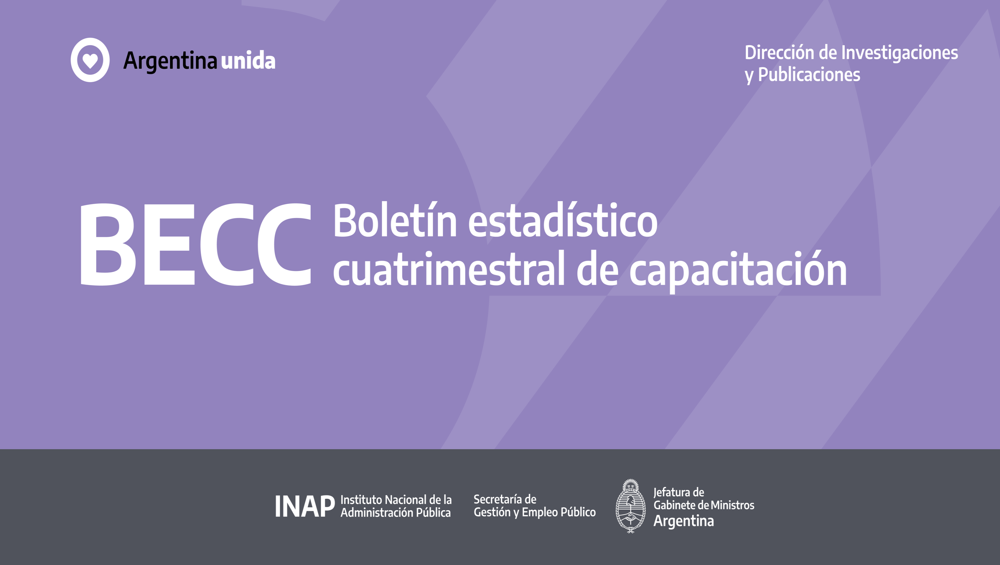 Argentina unida
Dirección de Investigaciones
y Publicaciones
BECC
Boletín estadístico
cuatrimestral de capacitación
INAP
Instituto Nacional de la
Administración Pública
Secretaría de
Gestión y Empleo Público
Jefatura de
Gabinete de Ministros
Argentina